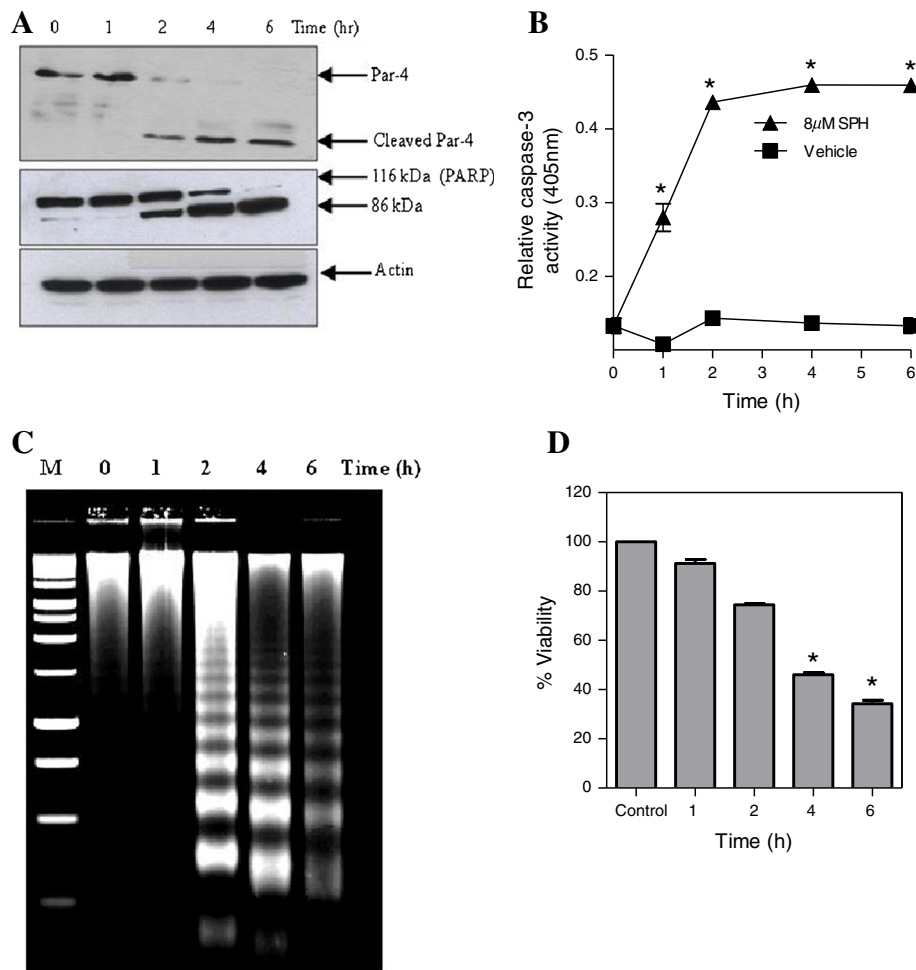 A
0 1 2 4 6 Time (hr)
Par-4
Cleaved Par-4
116 kDa (PARP)
86 kDa
Actin
B
0.5
0.4
0.3
0.2
Relative caspase-3
activity (405nm)
* * * *
8μM SPH
Vehicle
0 1 2 3 4 5 6
Time (h)
C
M 0 1 2 4 6 Time (h)
D
120
100
80
60
40
20
0
% Viability
* *
Control 1 2 4 6
Time (h)